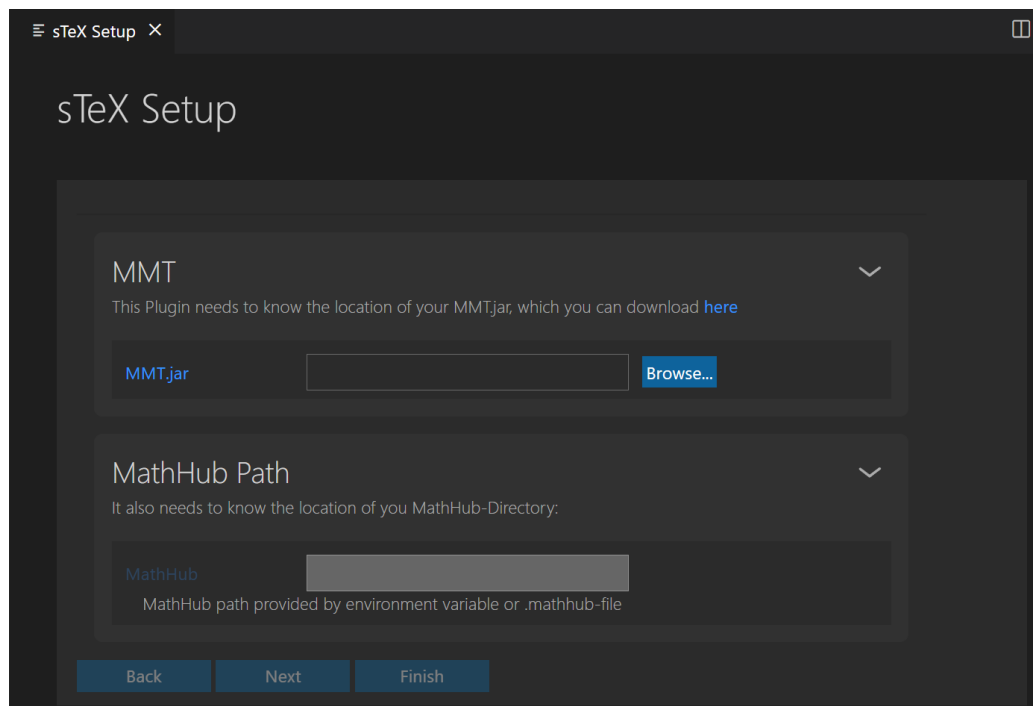 sTeX Setup
sTeX Setup
MMT
This Plugin needs to know the location of your MMT.jar, which you can download here
MMT.jar
Browse...
MathHub Path
It also needs to know the location of you MathHub-Directory:
MathHub
MathHub path provided by environment variable or .mathhub-file
Back Next Finish